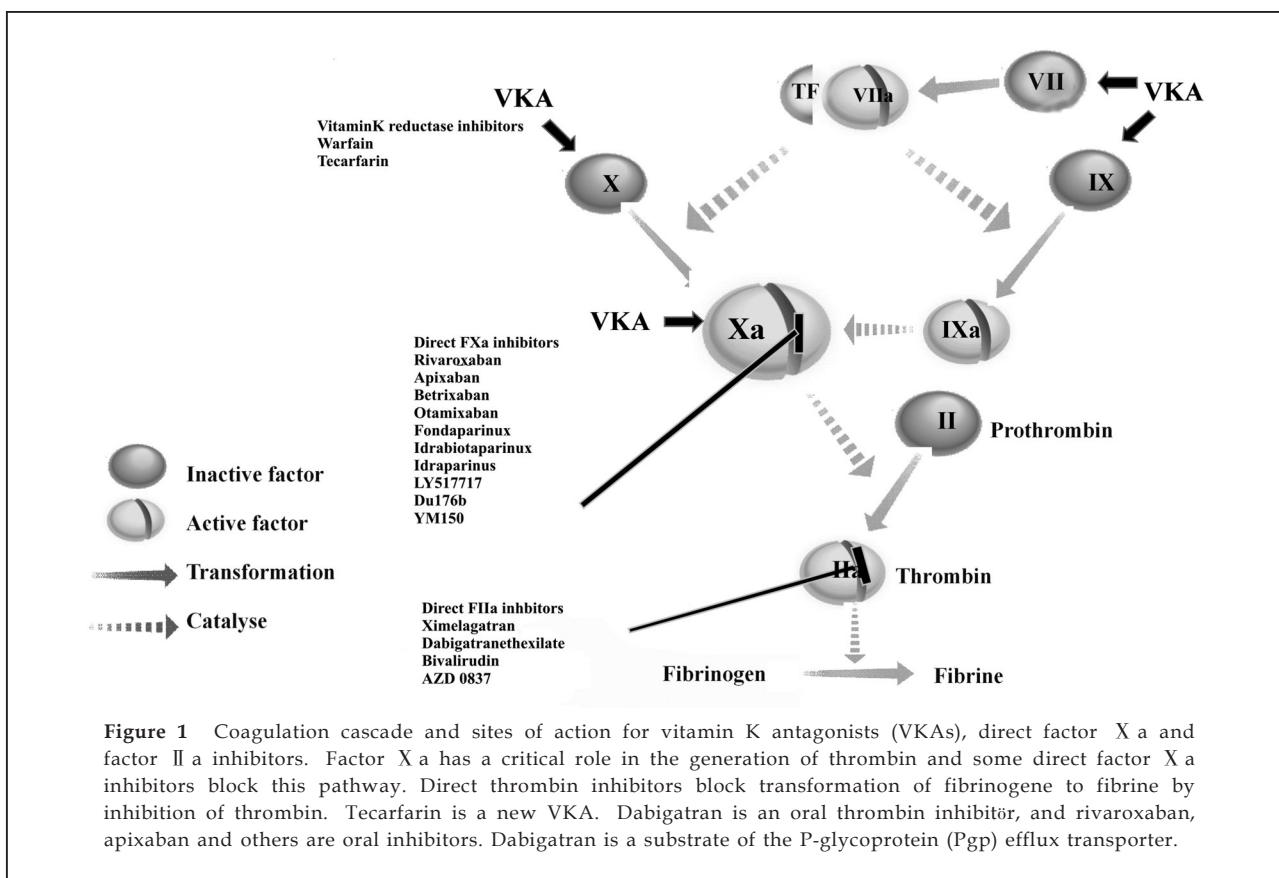 TF
VIIa
VII
VKA
VKA
VitaminK reductase inhibitors
Warfain
Tecarfarin
X
IX
VKA
Xa
IXa
Direct FXa inhibitors
Rivaroxaban
Apixaban
Betrixaban
Otamixaban
Fondaparinux
Idrabiotaparinux
Idraparinus
LY517717
Du176b
YM150
II
Prothrombin
Inactive factor
Active factor
Transformation
Catalyse
IIa
Thrombin
Direct FIIa inhbitors
Ximelagatran
Dabigatranethexilate
Bivalirudin
AZD 0837
Fibrinogen
Fibrine
Figure 1 Coagulation cascade and sites of action for vitamin K antagonists (VKAs), direct factor Ⅹa and
factor Ⅱa inhibitors. Factor Ⅹa has a critical role in the generation of thrombin and some direct factor Ⅹa
inhibitors block this pathway. Direct thrombin inhibitors block transformation of fibrinogene to fibrine by
inhibition of thrombin. Tecarfarin is a new VKA. Dabigatran is an oral thrombin inhibitör, and rivaroxaban,
apixaban and others are oral inhibitors. Dabigatran is a substrate of the P-glycoprotein (Pgp) efflux transporter.